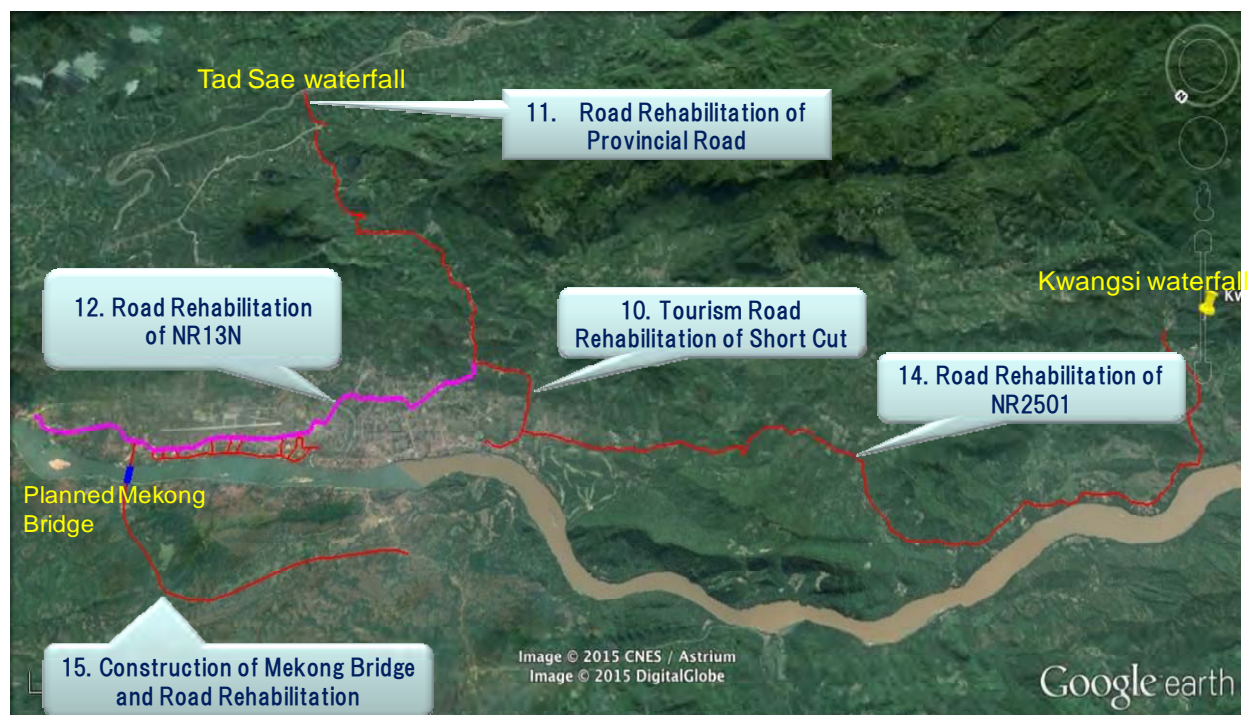 Tad Sae waterfall
11. Road Rehabilitation of
Provincial Road
12. Road Rehabilitation
of NR13N
10. Tourism Road
Rehabilitation of Short Cut
Kwangsi waterfall
14. Road Rehabilitation of
NR2501
Planned Mekong
Bridge
15. Construction of Mekong Bridge
and Road Rehabilitation
Image © 2015 CNES / Astrium
Image © 2015 DigitalGlobe
Google earth